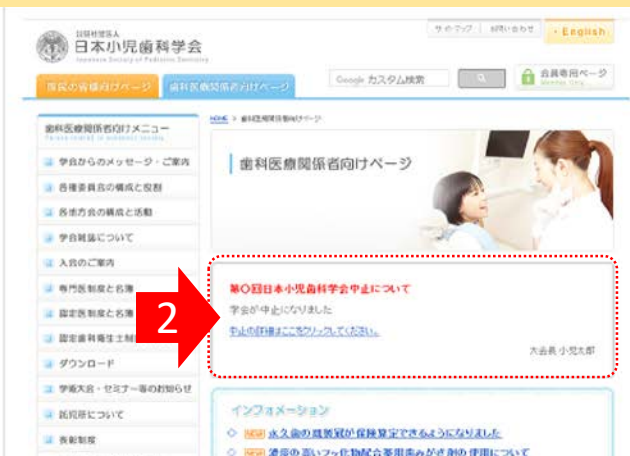 公益社団法人
日本小児歯科学会
Japanese Society of Pediatric Dentistry
サイトマップ
お問い合わせ
English
国民の皆様向けページ
歯科医療関係者向けページ
Google カスタム検索
会員専用ページ
Members Only
HOME > 歯科医療関係者向けページ
歯科医療関係者向けメニュー
学会からのメッセージ・ご案内
各種委員会の構成と役割
各地方会の構成と活動
学会雑誌について
入会のご案内
専門医制度と名簿
認定医制度と名簿
認定歯科衛生士制
ダウンロード
学術大会・セミナー等のお知らせ
託児所について
表彰制度
歯科医療関係者向けページ
2
第〇回日本小児歯科学会中止について
学会が中止になりました
中止の詳細はここをクリックしてください。
大会長 小児太郎
インフォメーション
NEW 永久歯の既製冠が保険算定できるようになりました
NEW 濃度の高いフッ化物配合薬用歯みがき剤の使用について